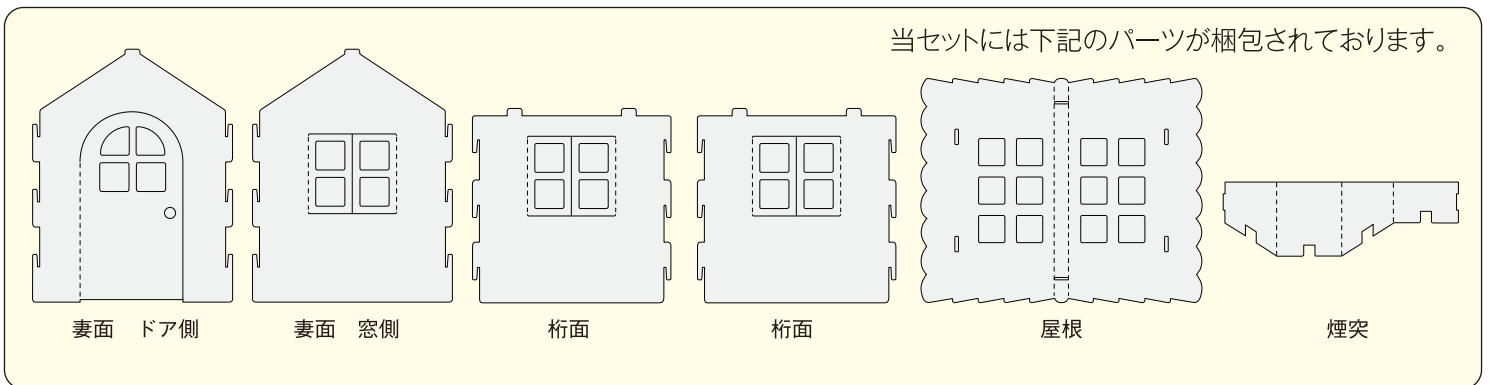 当セットには下記のパーツが梱包されております。
妻面　ドア側
妻面　窓側
桁面
桁面
屋根
煙突